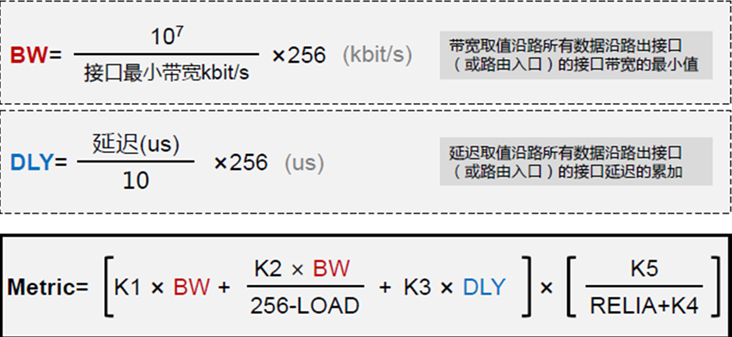 BW= 10⁷ / 接口最小带宽kbit/s ×256 (kbit/s)
带宽取值沿路所有数据沿路出接口
（或路由入口）的接口带宽的最小值
DLY= 延迟(us) / 10 ×256 (us)
延迟取值沿路所有数据沿路出接口
（或路由入口）的接口延迟的累加
Metric= [K1 × BW + K2 × BW / 256-LOAD + K3 × DLY] × [K5 / RELIA+K4]